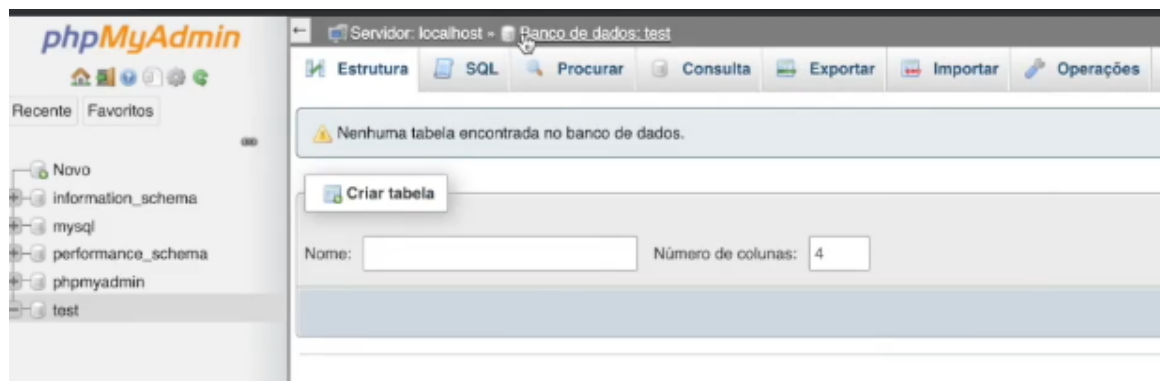 phpMyAdmin
Recente Favoritos
Novo
information_schema
mysql
performance_schema
phpmyadmin
test
Servidor: localhost » Banco de dados: test
Estrutura SQL Procurar Consulta Exportar Importar Operações
Nenhuma tabela encontrada no banco de dados.
Criar tabela
Nome: Número de colunas: 4